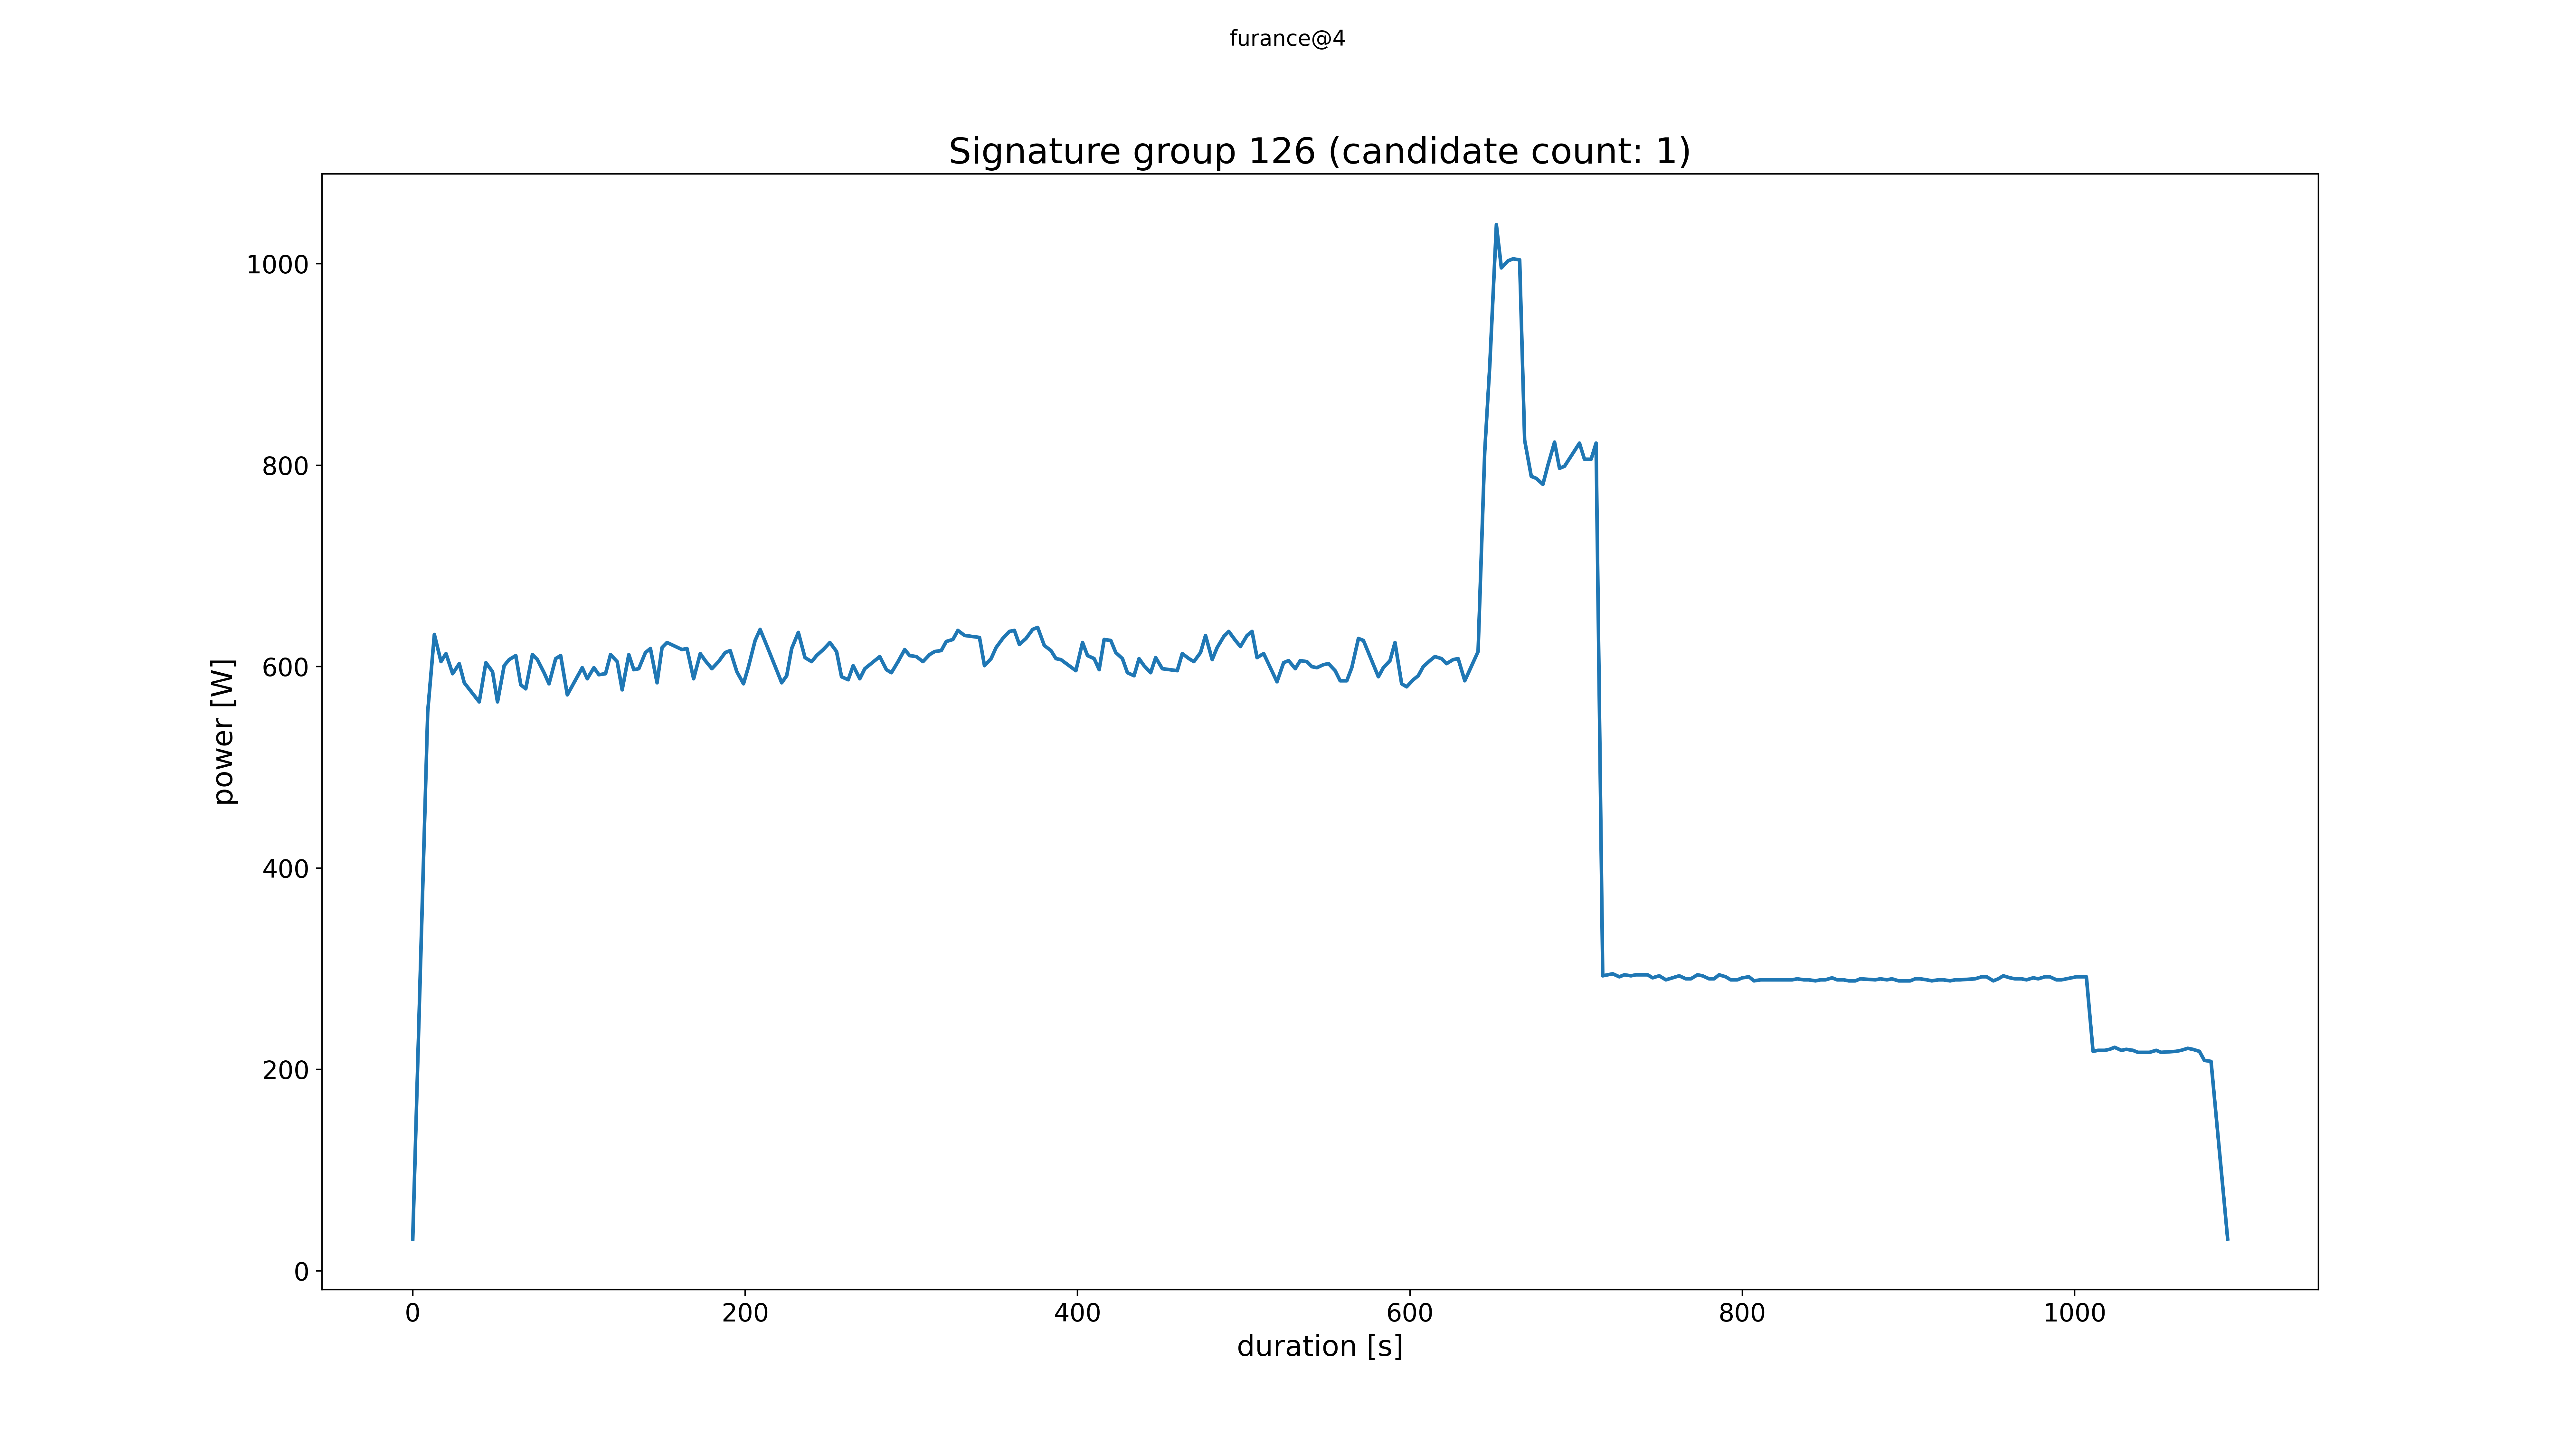 furance@4
Signature group 126 (candidate count: 1)
1000
800
600
400
200
0
power [W]
0 200 400 600 800 1000
duration [s]